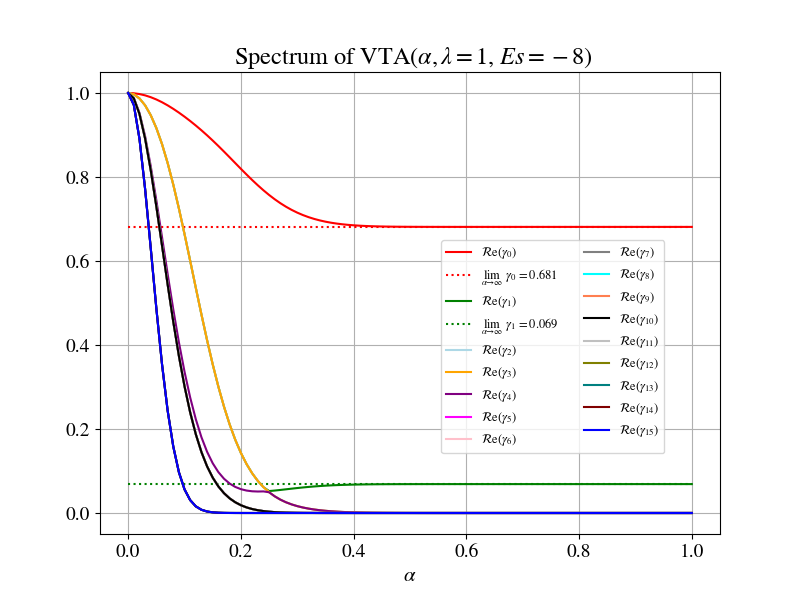 Spectrum of VTA(α, λ = 1, Es = −8)
1.0
0.8
0.6
0.4
0.2
0.0
0.0 0.2 0.4 0.6 0.8 1.0
α
ℛe(γ₀)
lim γ₀ = 0.681
α→∞
ℛe(γ₁)
lim γ₁ = 0.069
α→∞
ℛe(γ₂)
ℛe(γ₃)
ℛe(γ₄)
ℛe(γ₅)
ℛe(γ₆)
ℛe(γ₇)
ℛe(γ₈)
ℛe(γ₉)
ℛe(γ₁₀)
ℛe(γ₁₁)
ℛe(γ₁₂)
ℛe(γ₁₃)
ℛe(γ₁₄)
ℛe(γ₁₅)